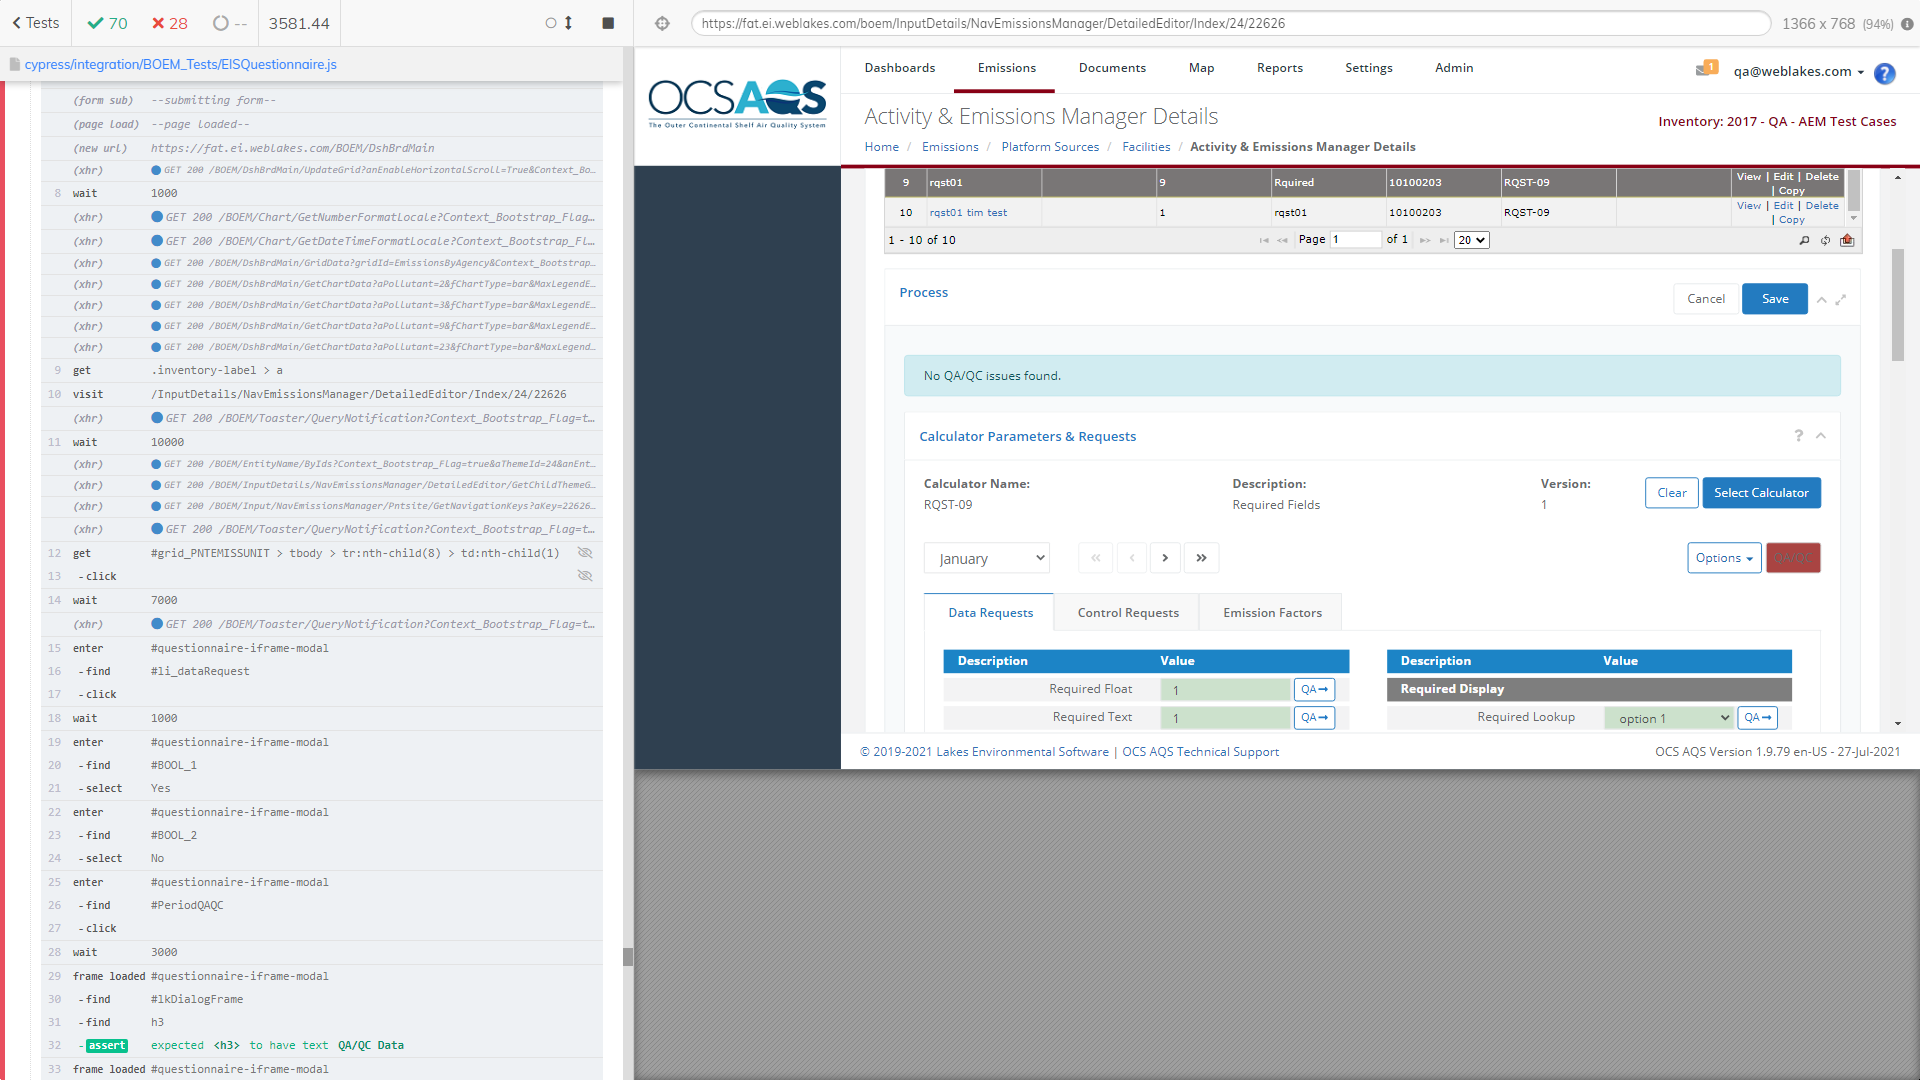 Tests
70
28
--
3581.44
https://fat.ei.weblakes.com/boem/InputDetails/NavEmissionsManager/DetailedEditor/Index/24/22626
1366 x 768 (94%)
cypress/integration/BOEM_Tests/EISQuestionnaire.js
(form sub) --submitting form--
(page load) --page loaded--
(new url) https://fat.ei.weblakes.com/BOEM/DshBrdMain
(xhr) GET 200 /BOEM/DshBrdMain/UpdateGrid?anEnableHorizontalScroll=True&Context_Bo...
8 wait 1000
(xhr) GET 200 /BOEM/Chart/GetNumberFormatLocale?Context_Bootstrap_Flag...
(xhr) GET 200 /BOEM/Chart/GetDateTimeFormatLocale?Context_Bootstrap_Fl...
(xhr) GET 200 /BOEM/DshBrdMain/GridData?gridId=EmissionsByAgency&Context_Bootstrap...
(xhr) GET 200 /BOEM/DshBrdMain/GetChartData?aPollutant=2&fChartType=bar&MaxLegendE...
(xhr) GET 200 /BOEM/DshBrdMain/GetChartData?aPollutant=3&fChartType=bar&MaxLegendE...
(xhr) GET 200 /BOEM/DshBrdMain/GetChartData?aPollutant=9&fChartType=bar&MaxLegendE...
(xhr) GET 200 /BOEM/DshBrdMain/GetChartData?aPollutant=23&fChartType=bar&MaxLegend...
9 get .inventory-label > a
10 visit /InputDetails/NavEmissionsManager/DetailedEditor/Index/24/22626
(xhr) GET 200 /BOEM/Toaster/QueryNotification?Context_Bootstrap_Flag=t...
11 wait 10000
(xhr) GET 200 /BOEM/EntityName/ByIds?Context_Bootstrap_Flag=true&aThemeId=24&anEnt...
(xhr) GET 200 /BOEM/InputDetails/NavEmissionsManager/DetailedEditor/GetChildThemeG...
(xhr) GET 200 /BOEM/Input/NavEmissionsManager/Pntsite/GetNavigationKeys?aKey=22626...
(xhr) GET 200 /BOEM/Toaster/QueryNotification?Context_Bootstrap_Flag=t...
12 get #grid_PNTEMISSUNIT > tbody > tr:nth-child(8) > td:nth-child(1)
13 -click
14 wait 7000
(xhr) GET 200 /BOEM/Toaster/QueryNotification?Context_Bootstrap_Flag=t...
15 enter #questionnaire-iframe-modal
16 -find #li_dataRequest
17 -click
18 wait 1000
19 enter #questionnaire-iframe-modal
20 -find #BOOL_1
21 -select Yes
22 enter #questionnaire-iframe-modal
23 -find #BOOL_2
24 -select No
25 enter #questionnaire-iframe-modal
26 -find #PeriodQAQC
27 -click
28 wait 3000
29 frame loaded #questionnaire-iframe-modal
30 -find #lkDialogFrame
31 -find h3
32 -assert expected <h3> to have text QA/QC Data
33 frame loaded #questionnaire-iframe-modal
OCSAQS
The Outer Continental Shelf Air Quality System
Dashboards Emissions Documents Map Reports Settings Admin
1
qa@weblakes.com
?
Activity & Emissions Manager Details
Inventory: 2017 - QA - AEM Test Cases
Home / Emissions / Platform Sources / Facilities / Activity & Emissions Manager Details
9 rqst01 9 Rquired 10100203 RQST-09 View | Edit | Delete | Copy
10 rqst01 tim test 1 rqst01 10100203 RQST-09 View | Edit | Delete | Copy
1 - 10 of 10
Page 1 of 1
20
Process
Cancel
Save
No QA/QC issues found.
Calculator Parameters & Requests
?
Calculator Name: Description: Version:
RQST-09 Required Fields 1
Clear
Select Calculator
January
Options
Data Requests Control Requests Emission Factors
Description Value
Required Float 1 QA
Required Text 1 QA
Description Value
Required Display
Required Lookup option 1 QA
© 2019-2021 Lakes Environmental Software | OCS AQS Technical Support
OCS AQS Version 1.9.79 en-US - 27-Jul-2021